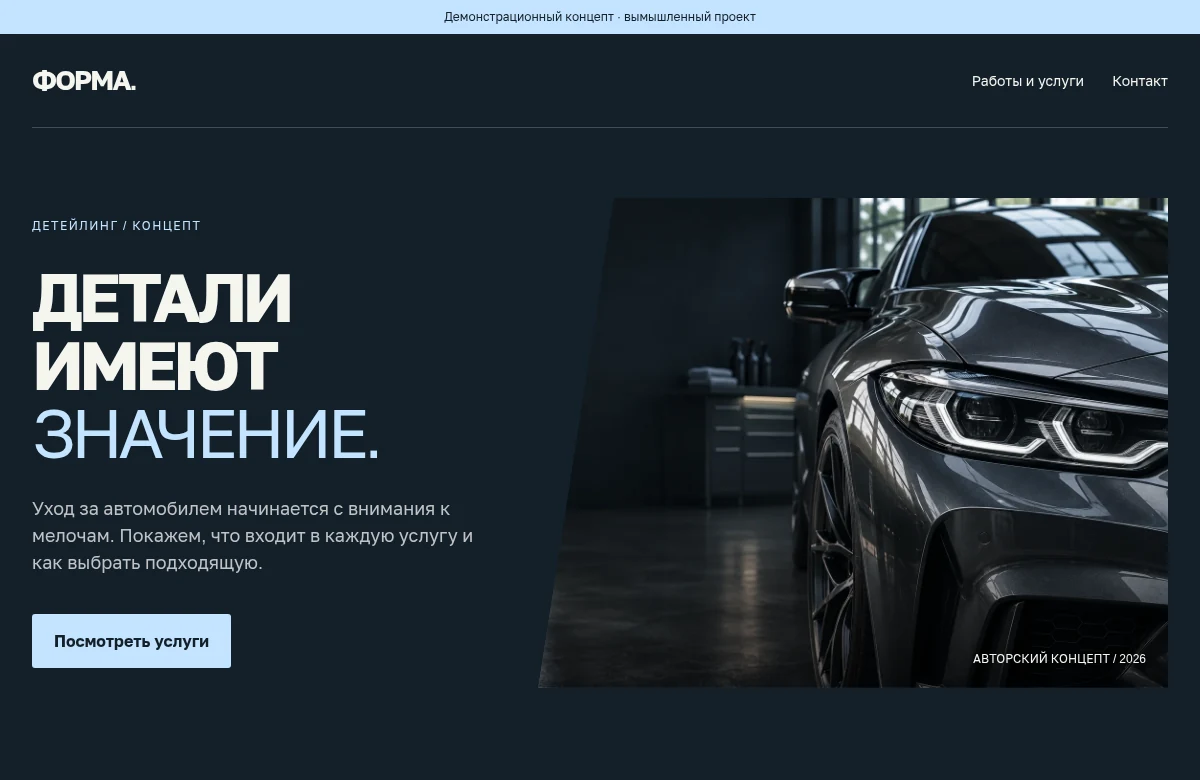 Демонстрационный концепт · вымышленный проект
ФОРМА.
Работы и услуги
Контакт
ДЕТЕЙЛИНГ / КОНЦЕПТ
ДЕТАЛИ
ИМЕЮТ
ЗНАЧЕНИЕ.
Уход за автомобилем начинается с внимания к
мелочам. Покажем, что входит в каждую услугу и
как выбрать подходящую.
Посмотреть услуги
АВТОРСКИЙ КОНЦЕПТ / 2026